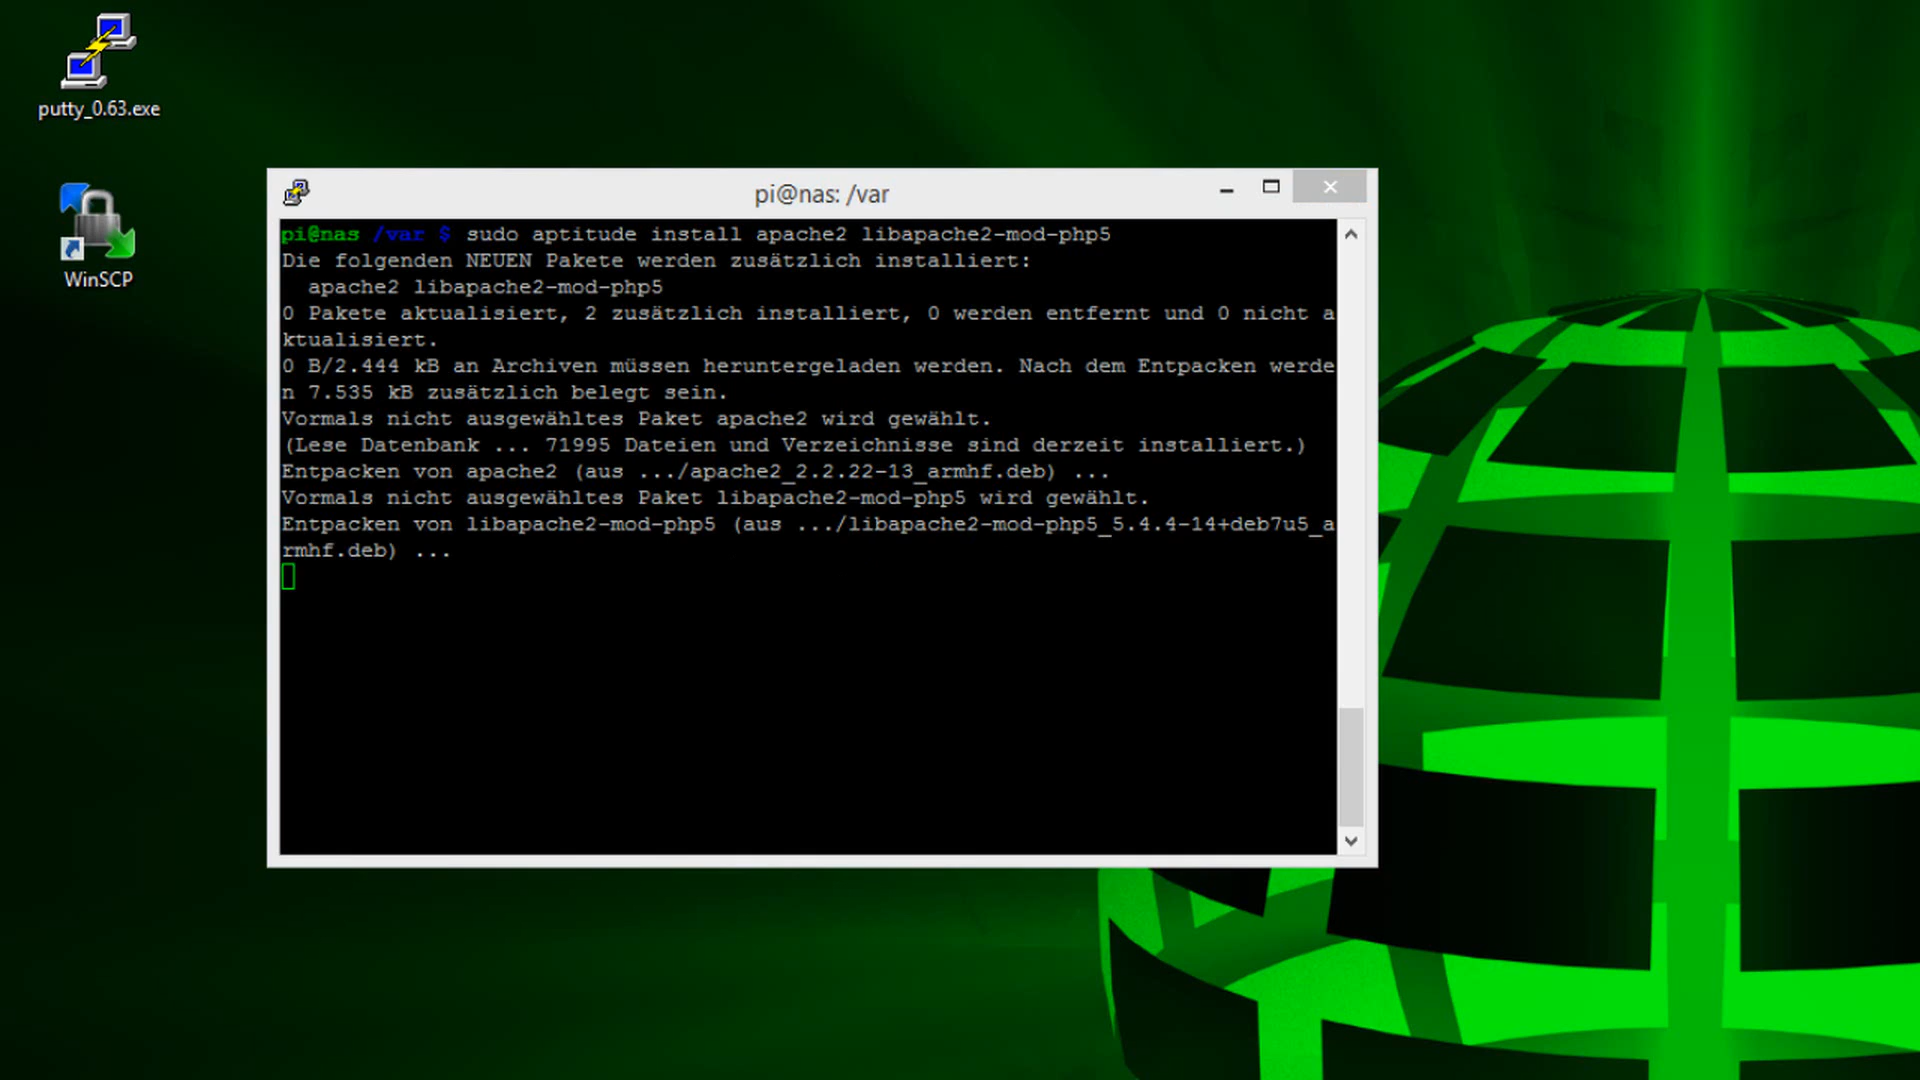 putty_0.63.exe
WinSCP
pi@nas: /var
pi@nas /var $ sudo aptitude install apache2 libapache2-mod-php5
Die folgenden NEUEN Pakete werden zusätzlich installiert:
  apache2 libapache2-mod-php5
0 Pakete aktualisiert, 2 zusätzlich installiert, 0 werden entfernt und 0 nicht a
ktualisiert.
0 B/2.444 kB an Archiven müssen heruntergeladen werden. Nach dem Entpacken werde
n 7.535 kB zusätzlich belegt sein.
Vormals nicht ausgewähltes Paket apache2 wird gewählt.
(Lese Datenbank ... 71995 Dateien und Verzeichnisse sind derzeit installiert.)
Entpacken von apache2 (aus .../apache2_2.2.22-13_armhf.deb) ...
Vormals nicht ausgewähltes Paket libapache2-mod-php5 wird gewählt.
Entpacken von libapache2-mod-php5 (aus .../libapache2-mod-php5_5.4.4-14+deb7u5_a
rmhf.deb) ...